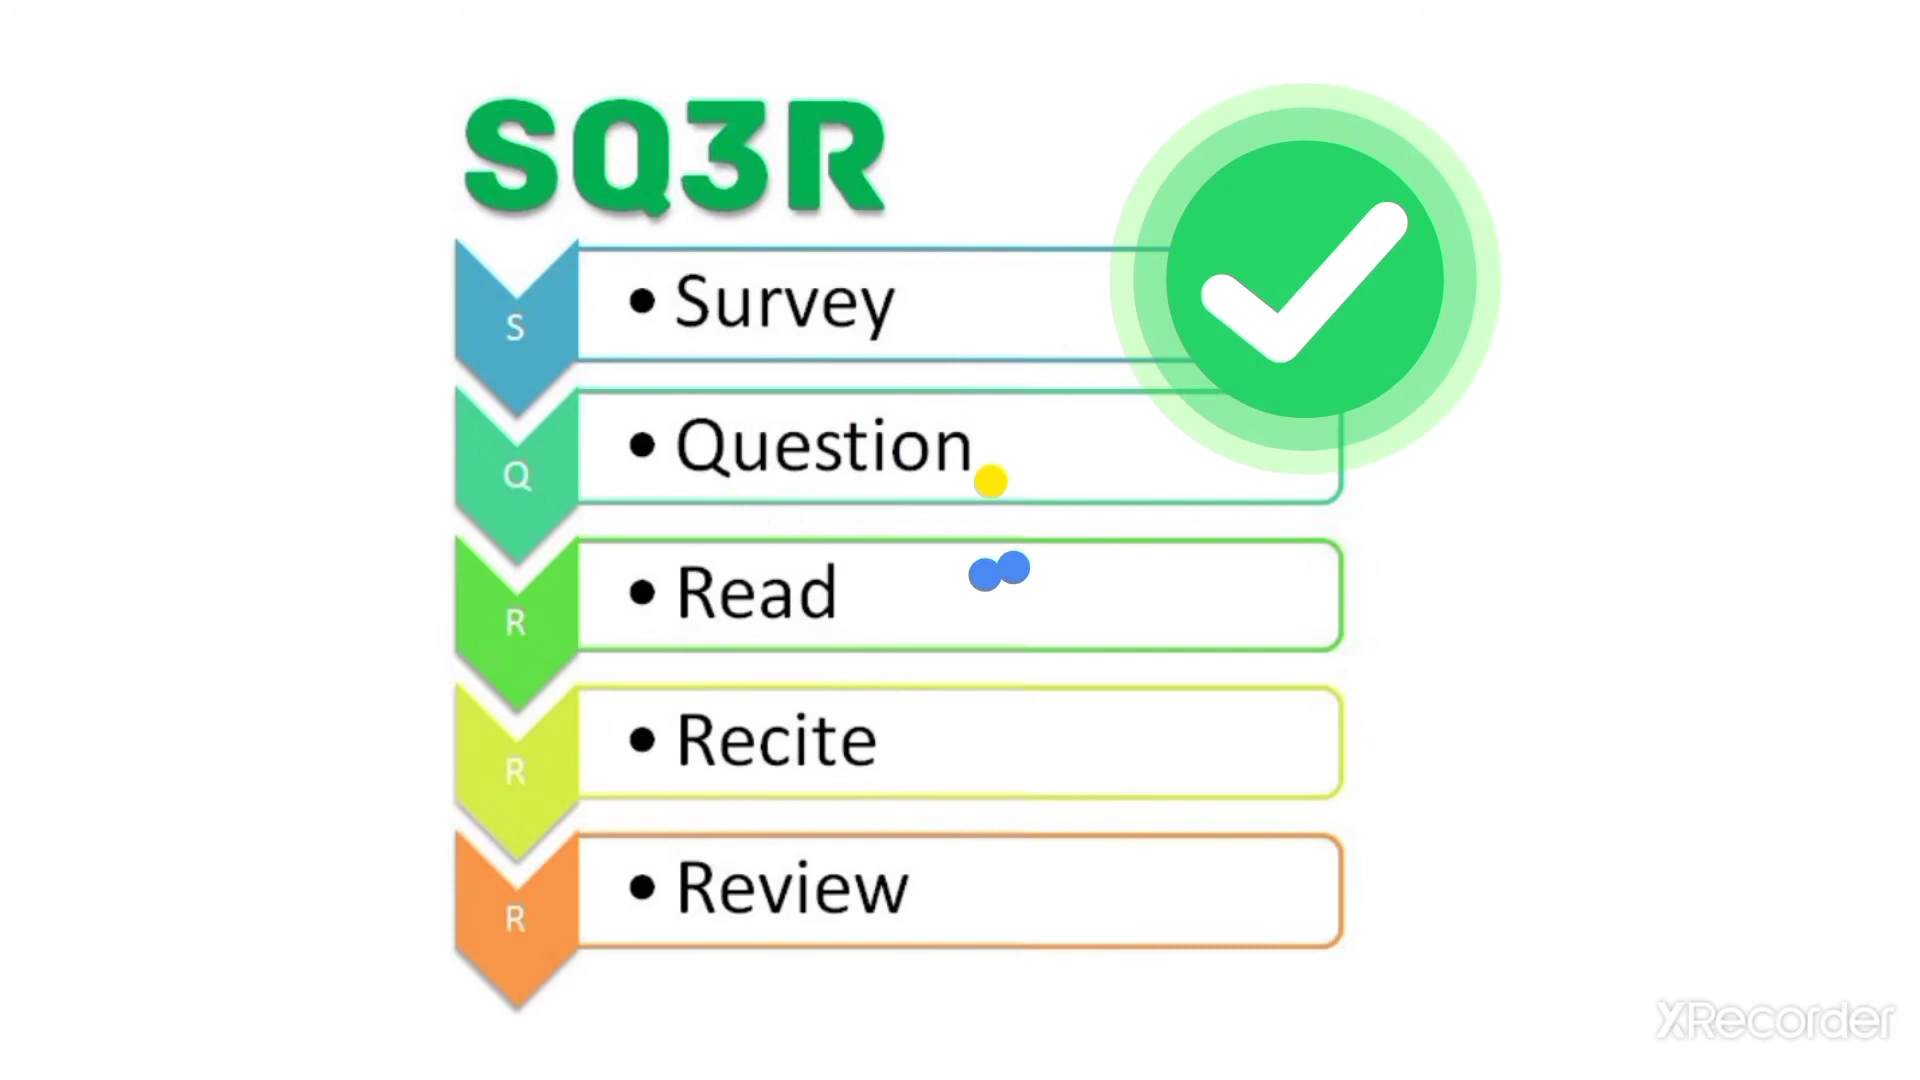 SQ3R
S
• Survey
Q
• Question
R
• Read
R
• Recite
R
• Review
XRecorder